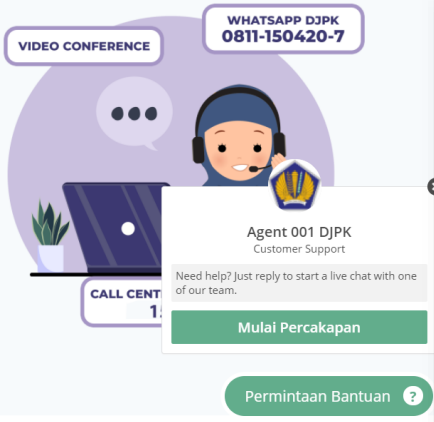 VIDEO CONFERENCE
WHATSAPP DJPK
0811-150420-7
Agent 001 DJPK
Customer Support
Need help? Just reply to start a live chat with one
of our team.
CALL CENT
Mulai Percakapan
Permintaan Bantuan ?